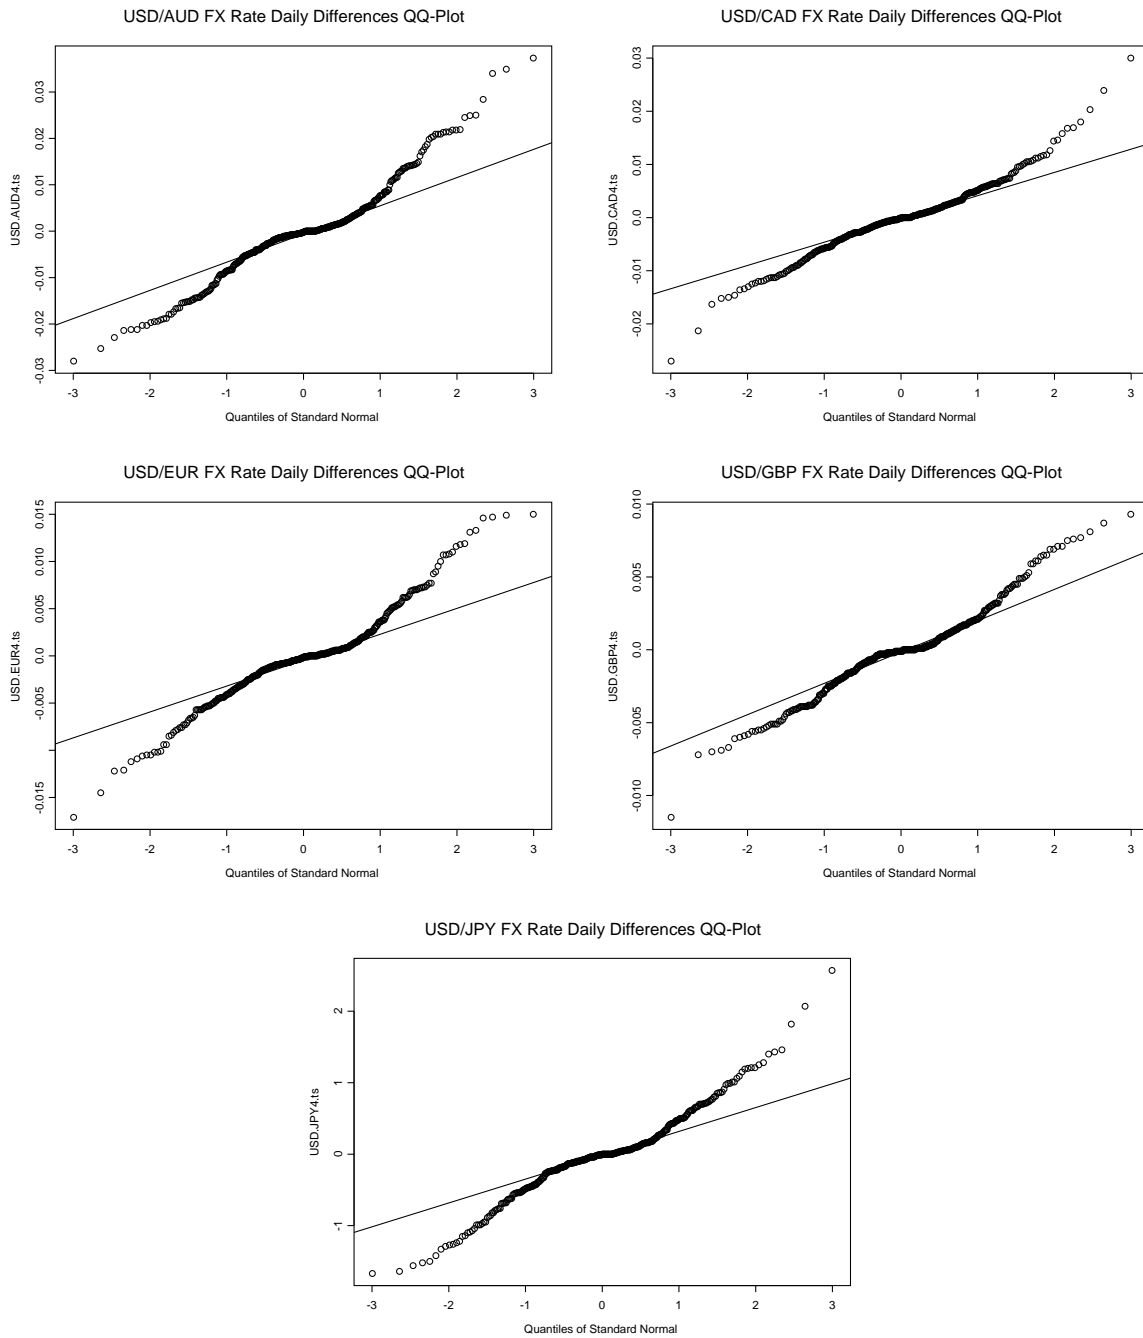 USD/AUD FX Rate Daily Differences QQ-Plot
USD.AUD4.ts
0.03
0.02
0.01
0.0
-0.01
-0.02
-0.03
-3 -2 -1 0 1 2 3
Quantiles of Standard Normal
USD/CAD FX Rate Daily Differences QQ-Plot
USD.CAD4.ts
0.03
0.02
0.01
0.0
-0.01
-0.02
-3 -2 -1 0 1 2 3
Quantiles of Standard Normal
USD/EUR FX Rate Daily Differences QQ-Plot
USD.EUR4.ts
0.015
0.010
0.005
0.0
-0.005
-0.015
-3 -2 -1 0 1 2 3
Quantiles of Standard Normal
USD/GBP FX Rate Daily Differences QQ-Plot
USD.GBP4.ts
0.010
0.005
0.0
-0.005
-0.010
-3 -2 -1 0 1 2 3
Quantiles of Standard Normal
USD/JPY FX Rate Daily Differences QQ-Plot
USD.JPY4.ts
2
1
0
-1
-3 -2 -1 0 1 2 3
Quantiles of Standard Normal